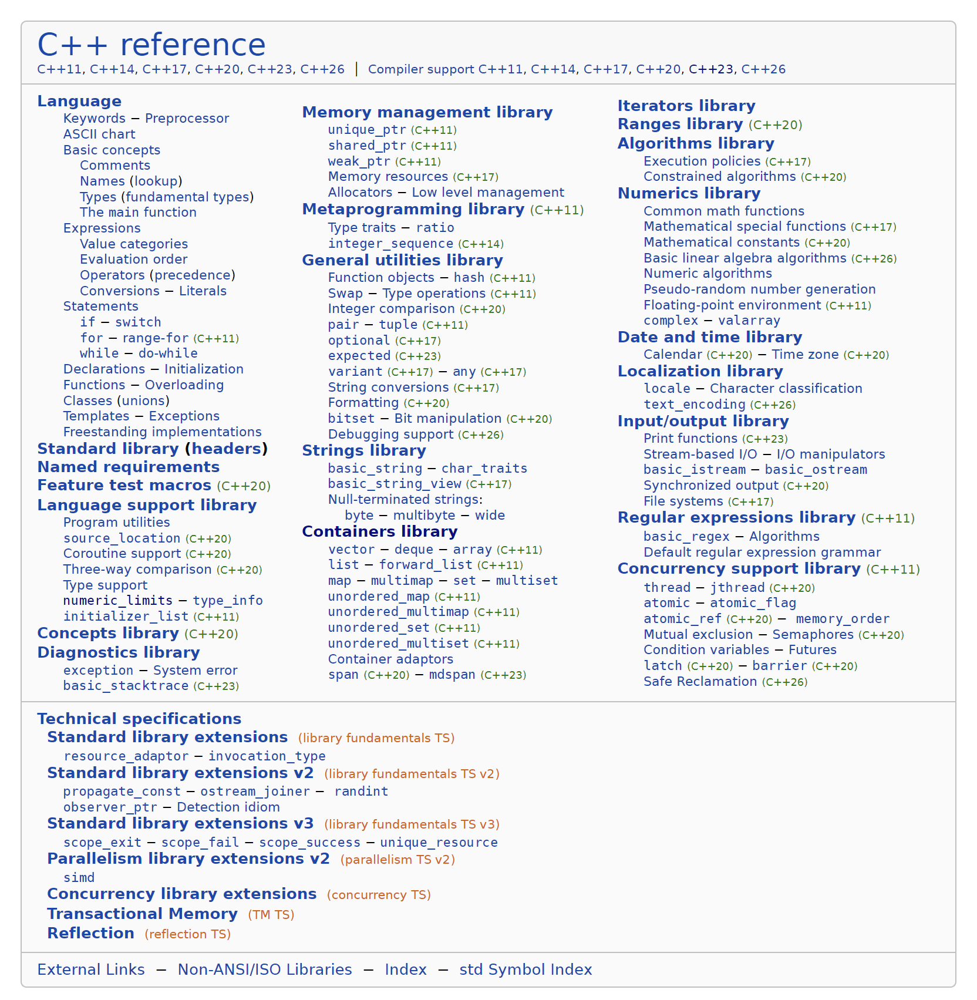 C++ reference
C++11, C++14, C++17, C++20, C++23, C++26 │ Compiler support C++11, C++14, C++17, C++20, C++23, C++26
Language
Keywords − Preprocessor
ASCII chart
Basic concepts
Comments
Names (lookup)
Types (fundamental types)
The main function
Expressions
Value categories
Evaluation order
Operators (precedence)
Conversions − Literals
Statements
if − switch
for − range-for (C++11)
while − do-while
Declarations − Initialization
Functions − Overloading
Classes (unions)
Templates − Exceptions
Freestanding implementations
Standard library (headers)
Named requirements
Feature test macros (C++20)
Language support library
Program utilities
source_location (C++20)
Coroutine support (C++20)
Three-way comparison (C++20)
Type support
numeric_limits − type_info
initializer_list (C++11)
Concepts library (C++20)
Diagnostics library
exception − System error
basic_stacktrace (C++23)
Memory management library
unique_ptr (C++11)
shared_ptr (C++11)
weak_ptr (C++11)
Memory resources (C++17)
Allocators − Low level management
Metaprogramming library (C++11)
Type traits − ratio
integer_sequence (C++14)
General utilities library
Function objects − hash (C++11)
Swap − Type operations (C++11)
Integer comparison (C++20)
pair − tuple (C++11)
optional (C++17)
expected (C++23)
variant (C++17) − any (C++17)
String conversions (C++17)
Formatting (C++20)
bitset − Bit manipulation (C++20)
Debugging support (C++26)
Strings library
basic_string − char_traits
basic_string_view (C++17)
Null-terminated strings:
byte − multibyte − wide
Containers library
vector − deque − array (C++11)
list − forward_list (C++11)
map − multimap − set − multiset
unordered_map (C++11)
unordered_multimap (C++11)
unordered_set (C++11)
unordered_multiset (C++11)
Container adaptors
span (C++20) − mdspan (C++23)
Iterators library
Ranges library (C++20)
Algorithms library
Execution policies (C++17)
Constrained algorithms (C++20)
Numerics library
Common math functions
Mathematical special functions (C++17)
Mathematical constants (C++20)
Basic linear algebra algorithms (C++26)
Numeric algorithms
Pseudo-random number generation
Floating-point environment (C++11)
complex − valarray
Date and time library
Calendar (C++20) − Time zone (C++20)
Localization library
locale − Character classification
text_encoding (C++26)
Input/output library
Print functions (C++23)
Stream-based I/O − I/O manipulators
basic_istream − basic_ostream
Synchronized output (C++20)
File systems (C++17)
Regular expressions library (C++11)
basic_regex − Algorithms
Default regular expression grammar
Concurrency support library (C++11)
thread − jthread (C++20)
atomic − atomic_flag
atomic_ref (C++20) − memory_order
Mutual exclusion − Semaphores (C++20)
Condition variables − Futures
latch (C++20) − barrier (C++20)
Safe Reclamation (C++26)
Technical specifications
Standard library extensions (library fundamentals TS)
resource_adaptor − invocation_type
Standard library extensions v2 (library fundamentals TS v2)
propagate_const − ostream_joiner − randint
observer_ptr − Detection idiom
Standard library extensions v3 (library fundamentals TS v3)
scope_exit − scope_fail − scope_success − unique_resource
Parallelism library extensions v2 (parallelism TS v2)
simd
Concurrency library extensions (concurrency TS)
Transactional Memory (TM TS)
Reflection (reflection TS)
External Links − Non-ANSI/ISO Libraries − Index − std Symbol Index